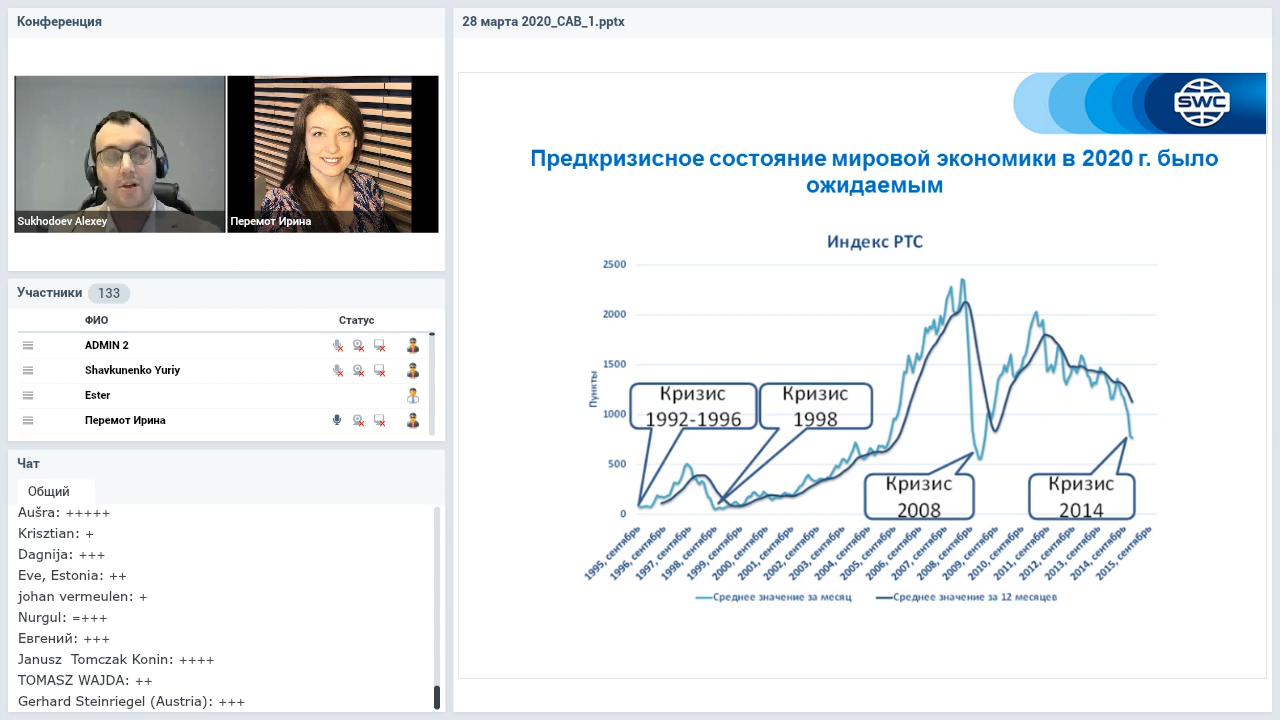 Конференция
Sukhodoev Alexey
Перемот Ирина
Участники 133
ФИО Статус
ADMIN 2
Shavkunenko Yuriy
Ester
Перемот Ирина
Чат
Общий
Aušra: +++++
Krisztian: +
Dagnija: +++
Eve, Estonia: ++
johan vermeulen: +
Nurgul: =+++
Евгений: +++
Janusz  Tomczak Konin: ++++
TOMASZ WAJDA: ++
Gerhard Steinriegel (Austria): +++
28 марта 2020_CAB_1.pptx
SWC
Предкризисное состояние мировой экономики в 2020 г. было
ожидаемым
Индекс РТС
Пункты
2500
2000
1500
1000
500
0
Кризис
1992-1996
Кризис
1998
Кризис
2008
Кризис
2014
1995, сентябрь
1996, сентябрь
1997, сентябрь
1998, сентябрь
1999, сентябрь
2000, сентябрь
2001, сентябрь
2002, сентябрь
2003, сентябрь
2004, сентябрь
2005, сентябрь
2006, сентябрь
2007, сентябрь
2008, сентябрь
2009, сентябрь
2010, сентябрь
2011, сентябрь
2012, сентябрь
2013, сентябрь
2014, сентябрь
2015, сентябрь
Среднее значение за месяц
Среднее значение за 12 месяцев